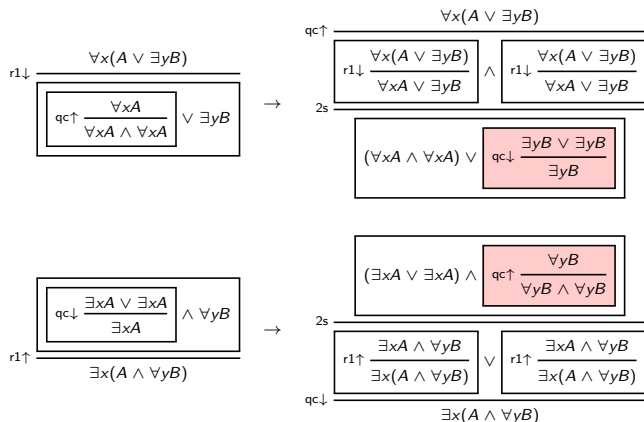 r1↓ ∀x(A ∨ ∃yB)
qc↑ ∀xA
∀xA ∧ ∀xA
∨ ∃yB
→
qc↑ ∀x(A ∨ ∃yB)
r1↓ ∀x(A ∨ ∃yB) ∧ r1↓ ∀x(A ∨ ∃yB)
∀xA ∨ ∃yB ∀xA ∨ ∃yB
2s
(∀xA ∧ ∀xA) ∨ qc↓ ∃yB ∨ ∃yB
∃yB
qc↓ ∃xA ∨ ∃xA
∃xA
∧ ∀yB
r1↑ ∃x(A ∧ ∀yB)
→
(∃xA ∨ ∃xA) ∧ qc↑ ∀yB
∀yB ∧ ∀yB
2s
r1↑ ∃xA ∧ ∀yB ∨ r1↑ ∃xA ∧ ∀yB
∃x(A ∧ ∀yB) ∃x(A ∧ ∀yB)
qc↓ ∃x(A ∧ ∀yB)